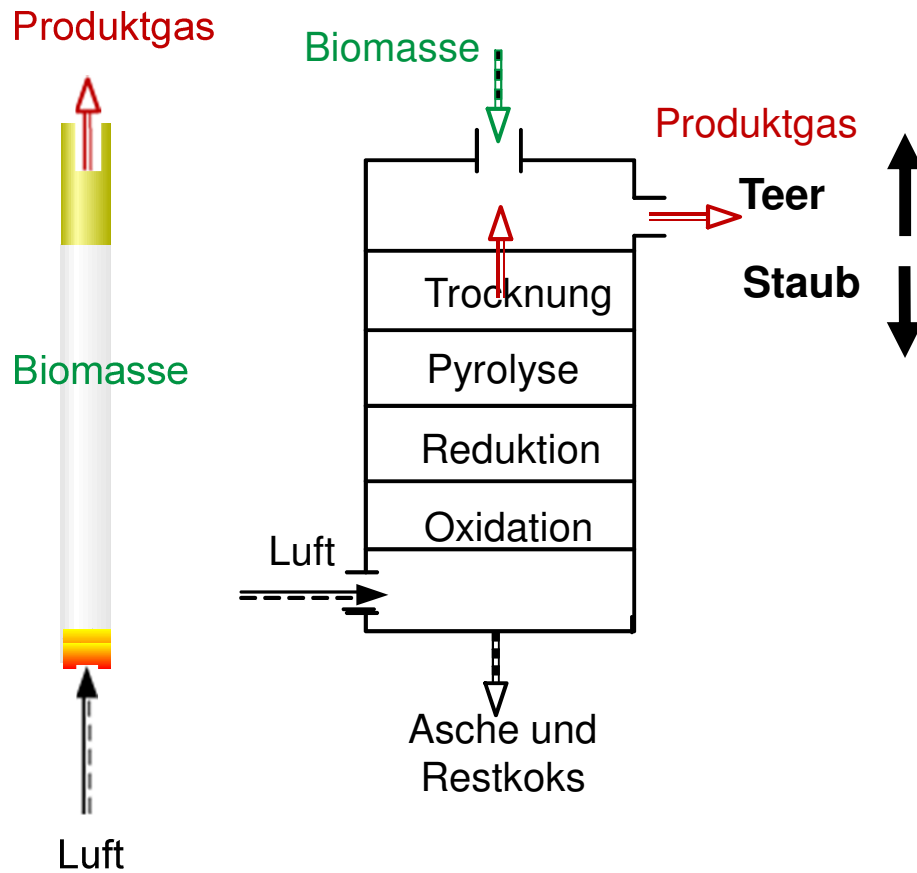 Produktgas
Biomasse
Luft
Biomasse
Produktgas
Teer
Staub
Trocknung
Pyrolyse
Reduktion
Oxidation
Luft
Asche und
Restkoks